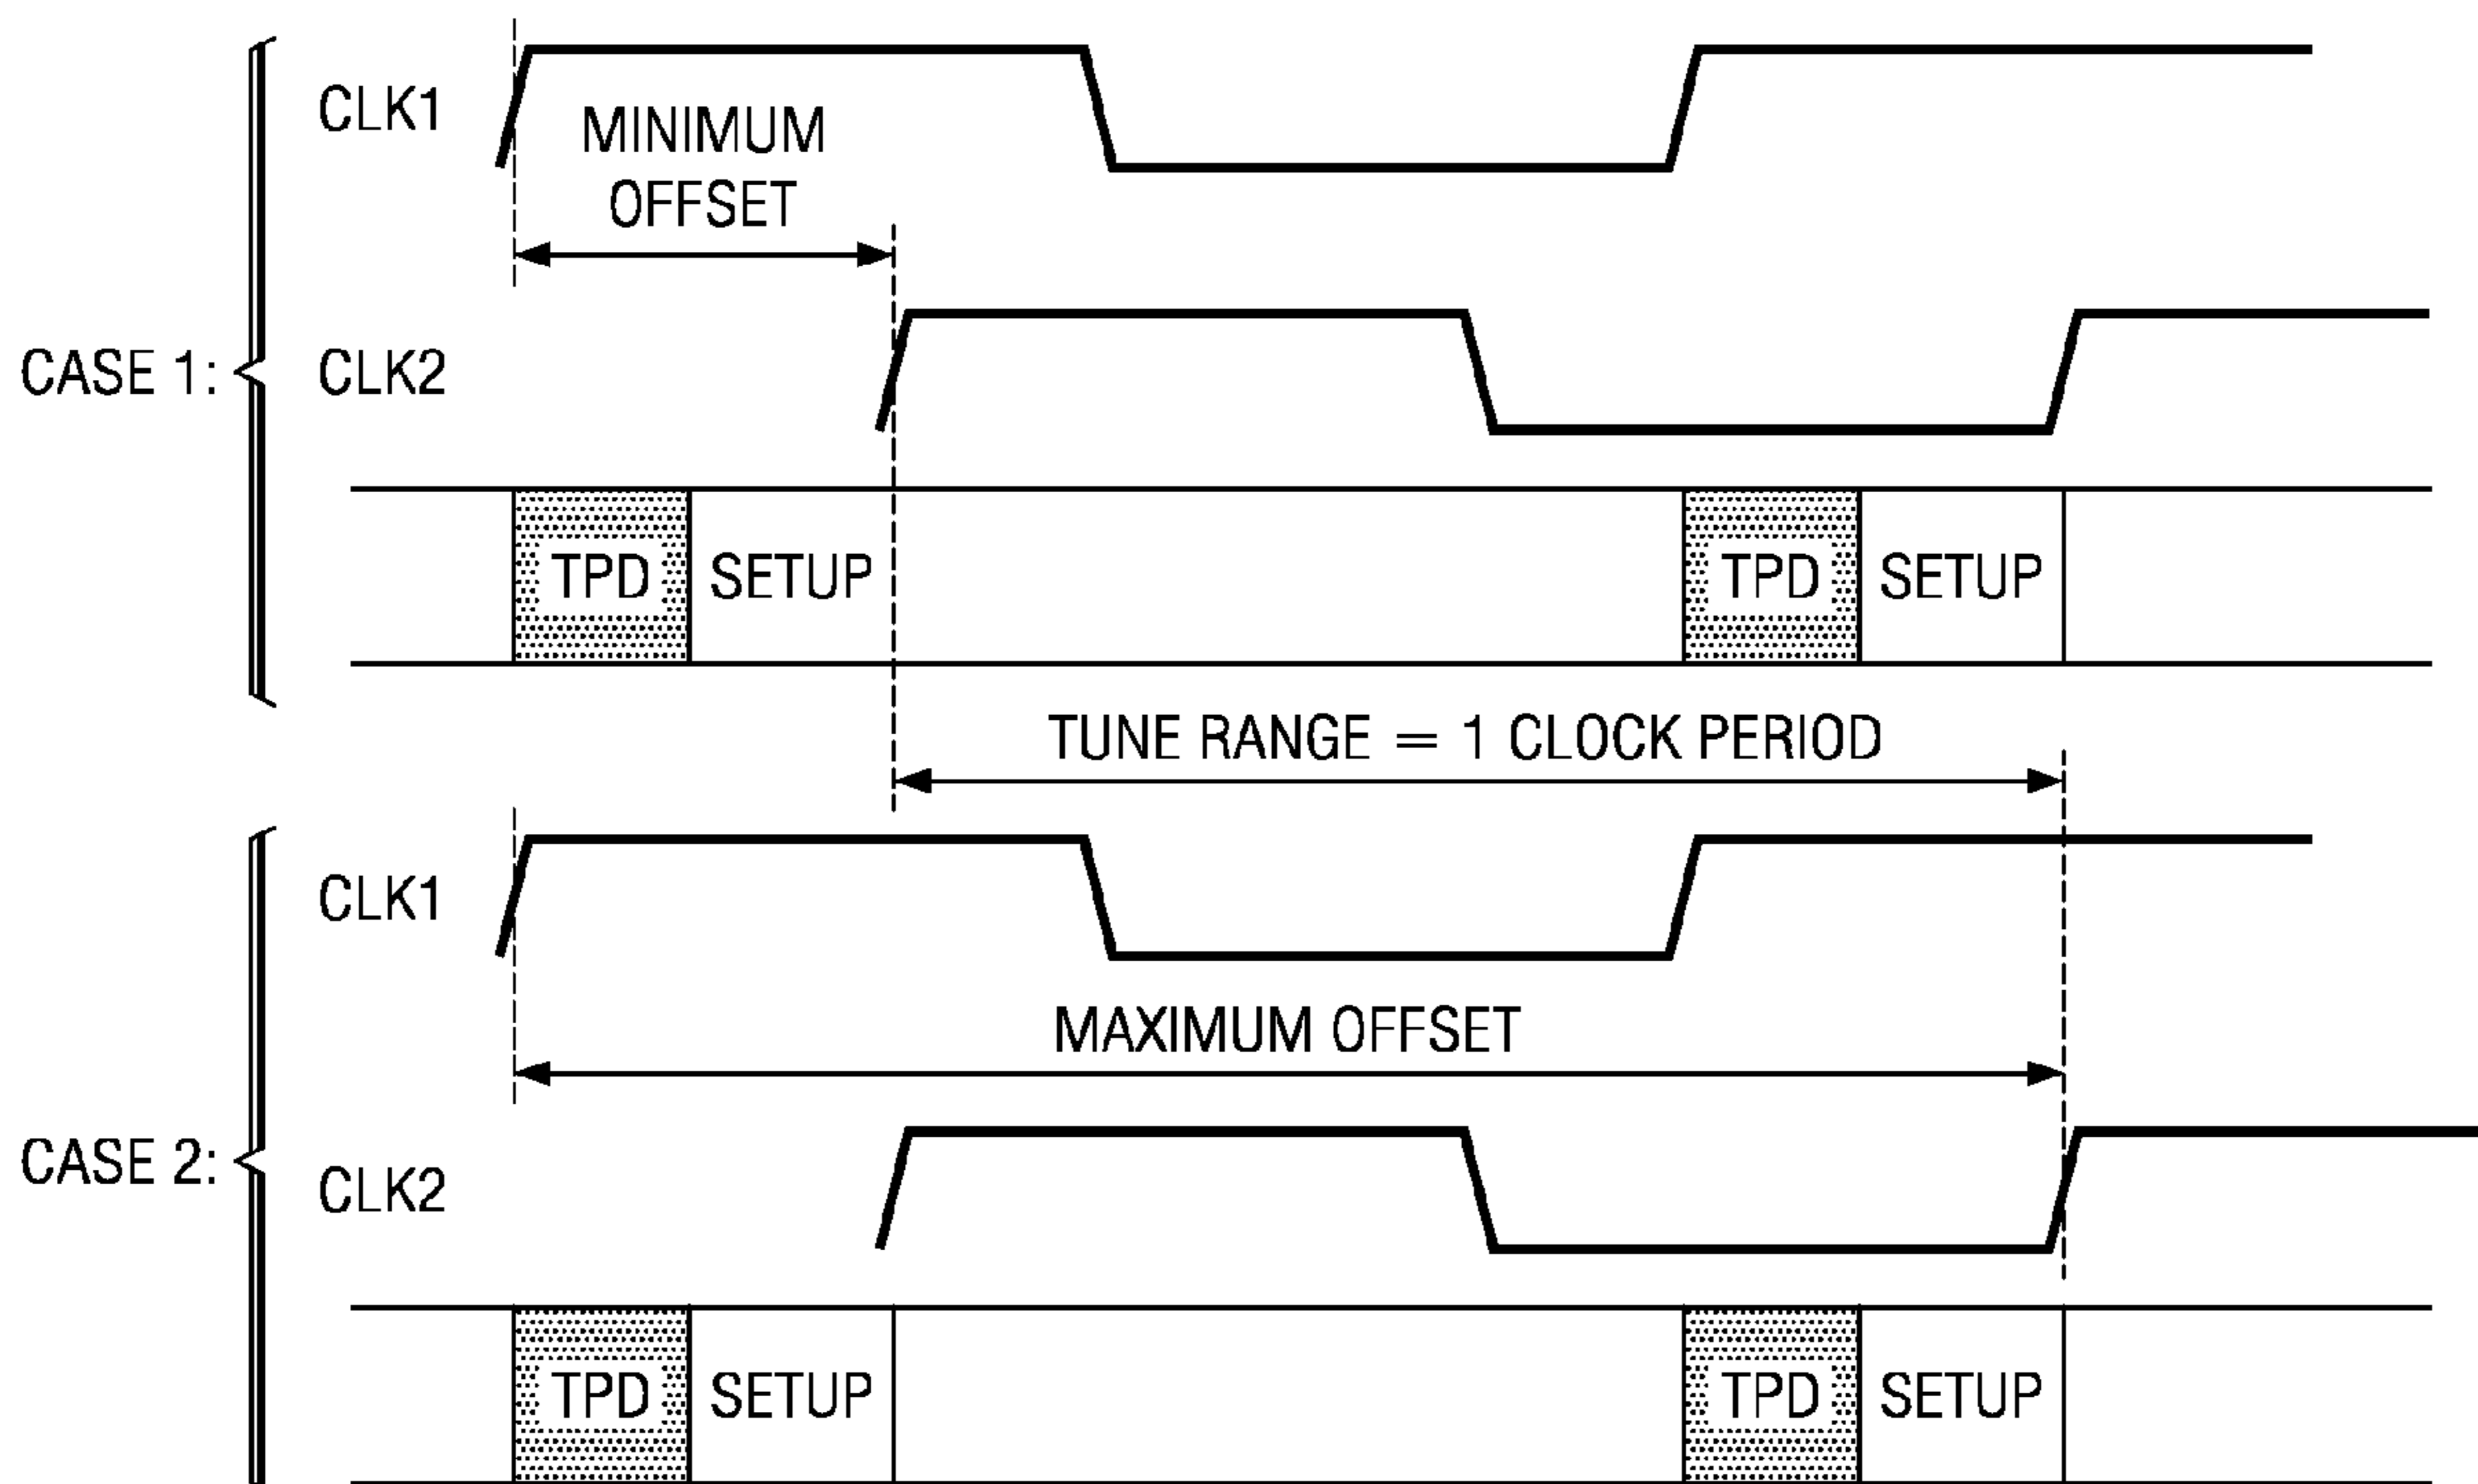 CASE 1:
CLK1
MINIMUM
OFFSET
CLK2
TPD SETUP TPD SETUP
TUNE RANGE = 1 CLOCK PERIOD
CASE 2:
CLK1
MAXIMUM OFFSET
CLK2
TPD SETUP TPD SETUP